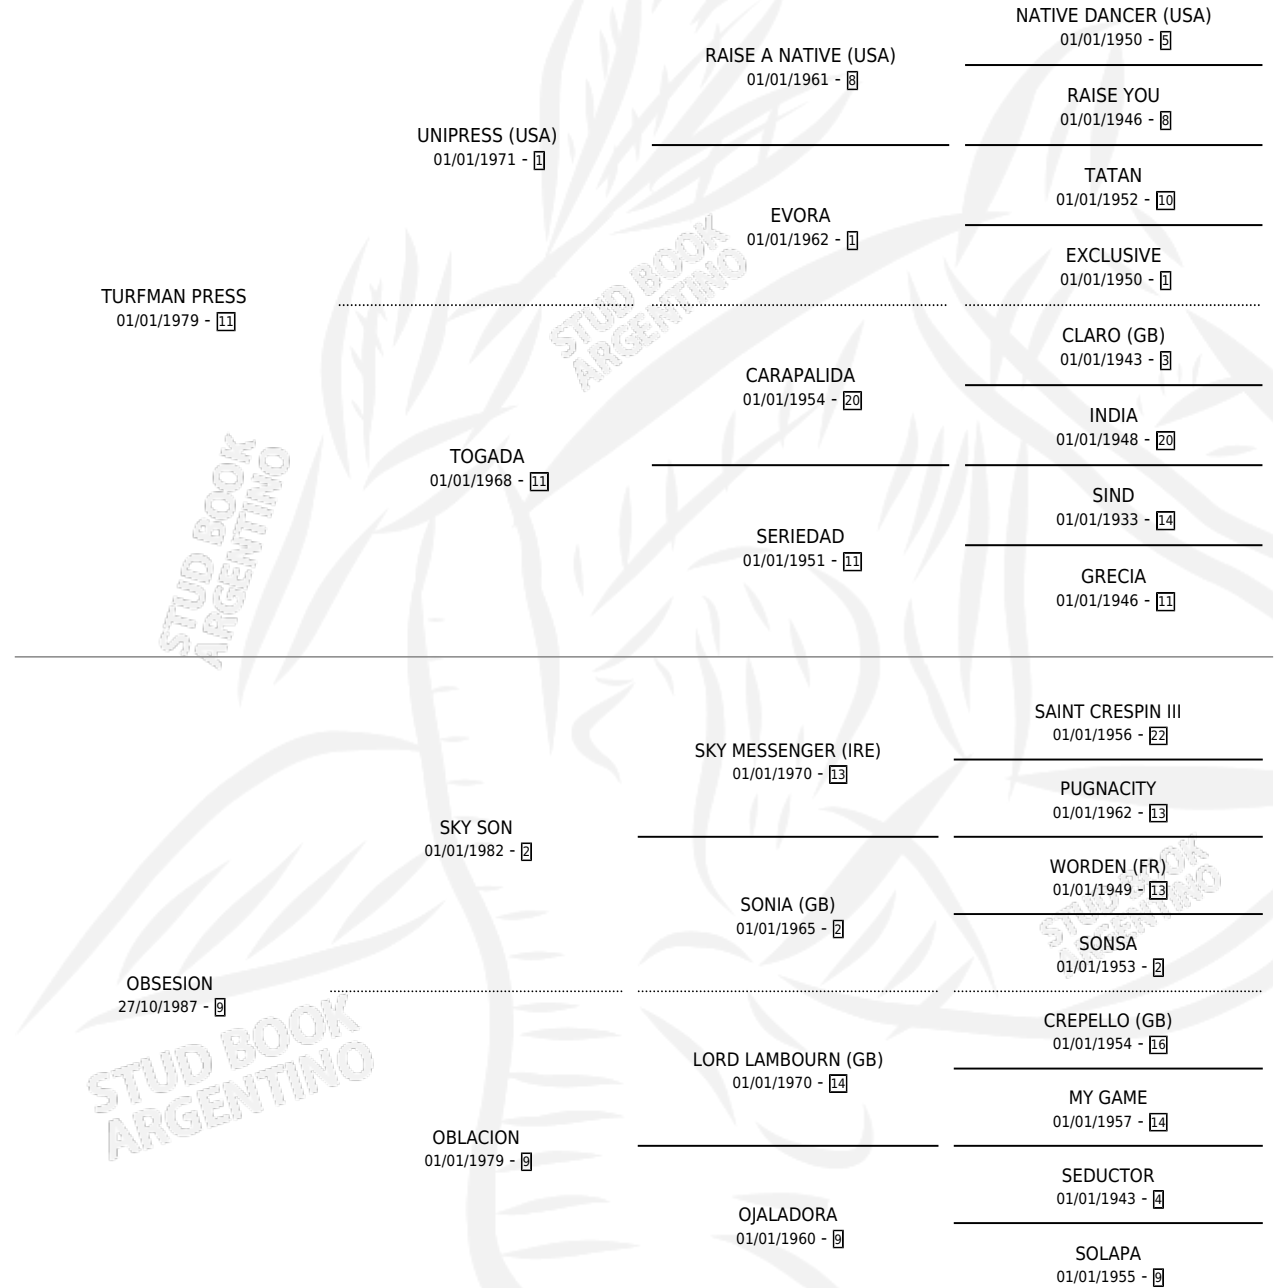 NATIVE DANCER (USA)
01/01/1950 - 5
RAISE A NATIVE (USA)
01/01/1961 - 8
RAISE YOU
01/01/1946 - 8
UNIPRESS (USA)
01/01/1971 - 1
TATAN
01/01/1952 - 10
EVORA
01/01/1962 - 1
EXCLUSIVE
01/01/1950 - 1
TURFMAN PRESS
01/01/1979 - 11
STUD BOOK
ARGENTINO
CLARO (GB)
01/01/1943 - 3
CARAPALIDA
01/01/1954 - 20
INDIA
01/01/1948 - 20
TOGADA
01/01/1968 - 11
SIND
01/01/1933 - 14
SERIEDAD
01/01/1951 - 11
GRECIA
01/01/1946 - 11
STUD BOOK
ARGENTINO
SAINT CRESPIN III
01/01/1956 - 22
SKY MESSENGER (IRE)
01/01/1970 - 13
PUGNACITY
01/01/1962 - 13
SKY SON
01/01/1982 - 2
WORDEN (FR)
01/01/1949 - 13
SONIA (GB)
01/01/1965 - 2
SONSA
01/01/1953 - 2
STUD BOOK
ARGENTINO
OBSESION
27/10/1987 - 9
CREPELLO (GB)
01/01/1954 - 16
LORD LAMBOURN (GB)
01/01/1970 - 14
MY GAME
01/01/1957 - 14
STUD BOOK
ARGENTINO
OBLACION
01/01/1979 - 9
SEDUCTOR
01/01/1943 - 4
OJALADORA
01/01/1960 - 9
SOLAPA
01/01/1955 - 9